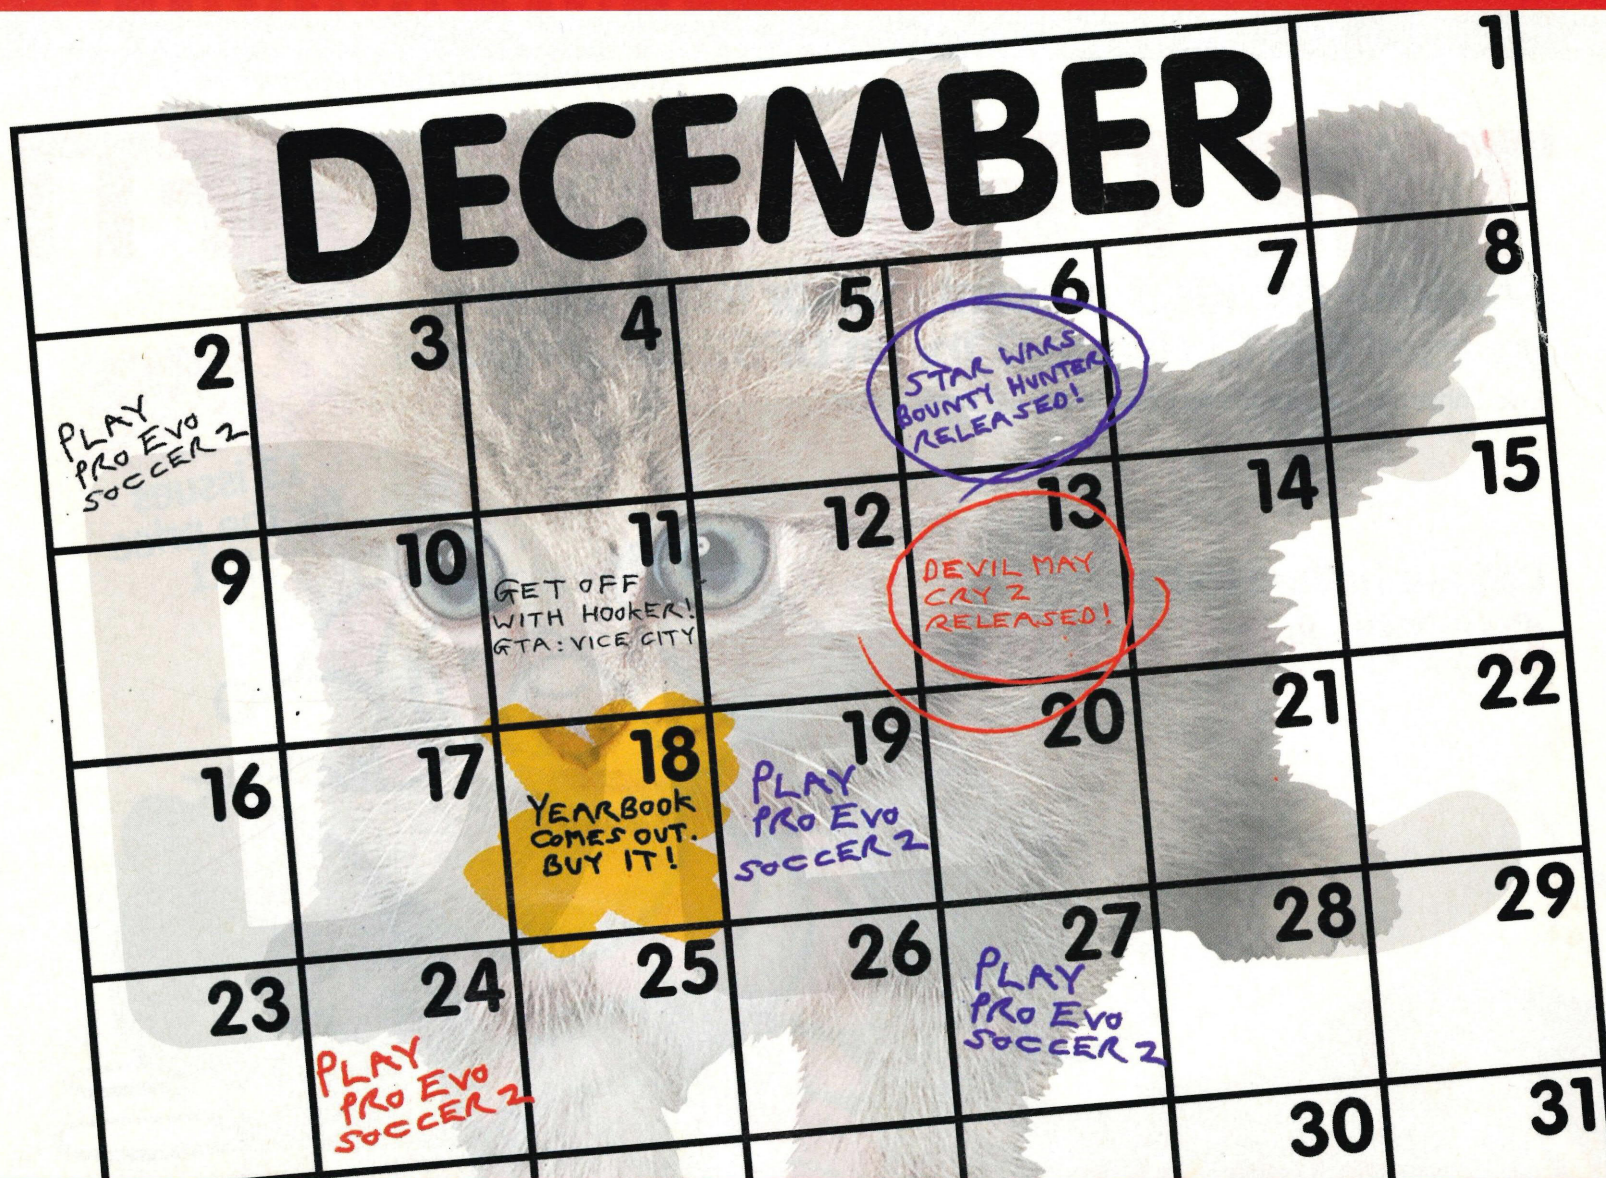 DECEMBER
1
2
PLAY
PRO EVO
SOCCER 2
3
4
5
6
STAR WARS
BOUNTY HUNTER
RELEASED!
7
8
9
10
11
GET OFF
WITH HOOKER!
GTA: VICE CITY
12
13
DEVIL MAY
CRY 2
RELEASED!
14
15
16
17
18
YEARBOOK
COMES OUT.
BUY IT!
19
PLAY
PRO EVO
SOCCER 2
20
21
22
23
24
PLAY
PRO EVO
SOCCER 2
25
26
27
PLAY
PRO EVO
SOCCER 2
28
29
30
31